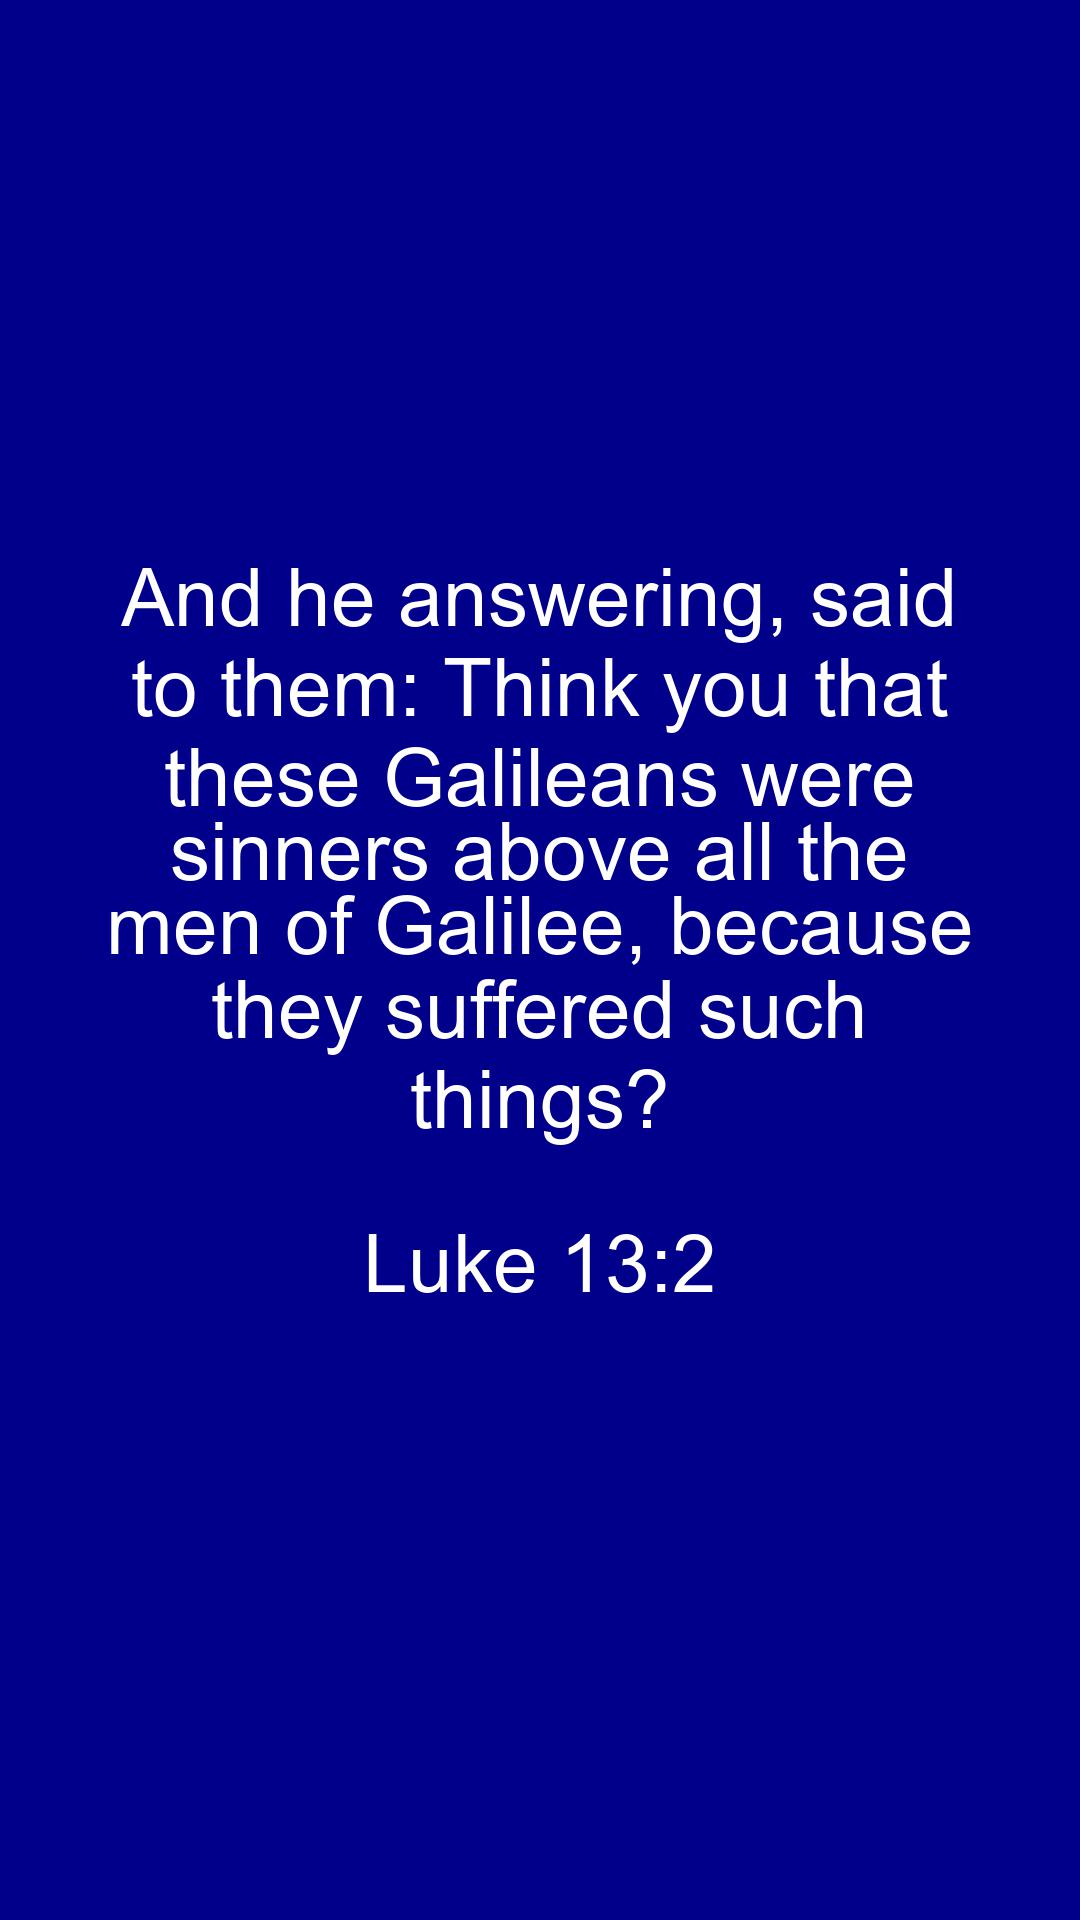 And he answering, said
to them: Think you that
these Galileans were
sinners above all the
men of Galilee, because
they suffered such
things?
Luke 13:2